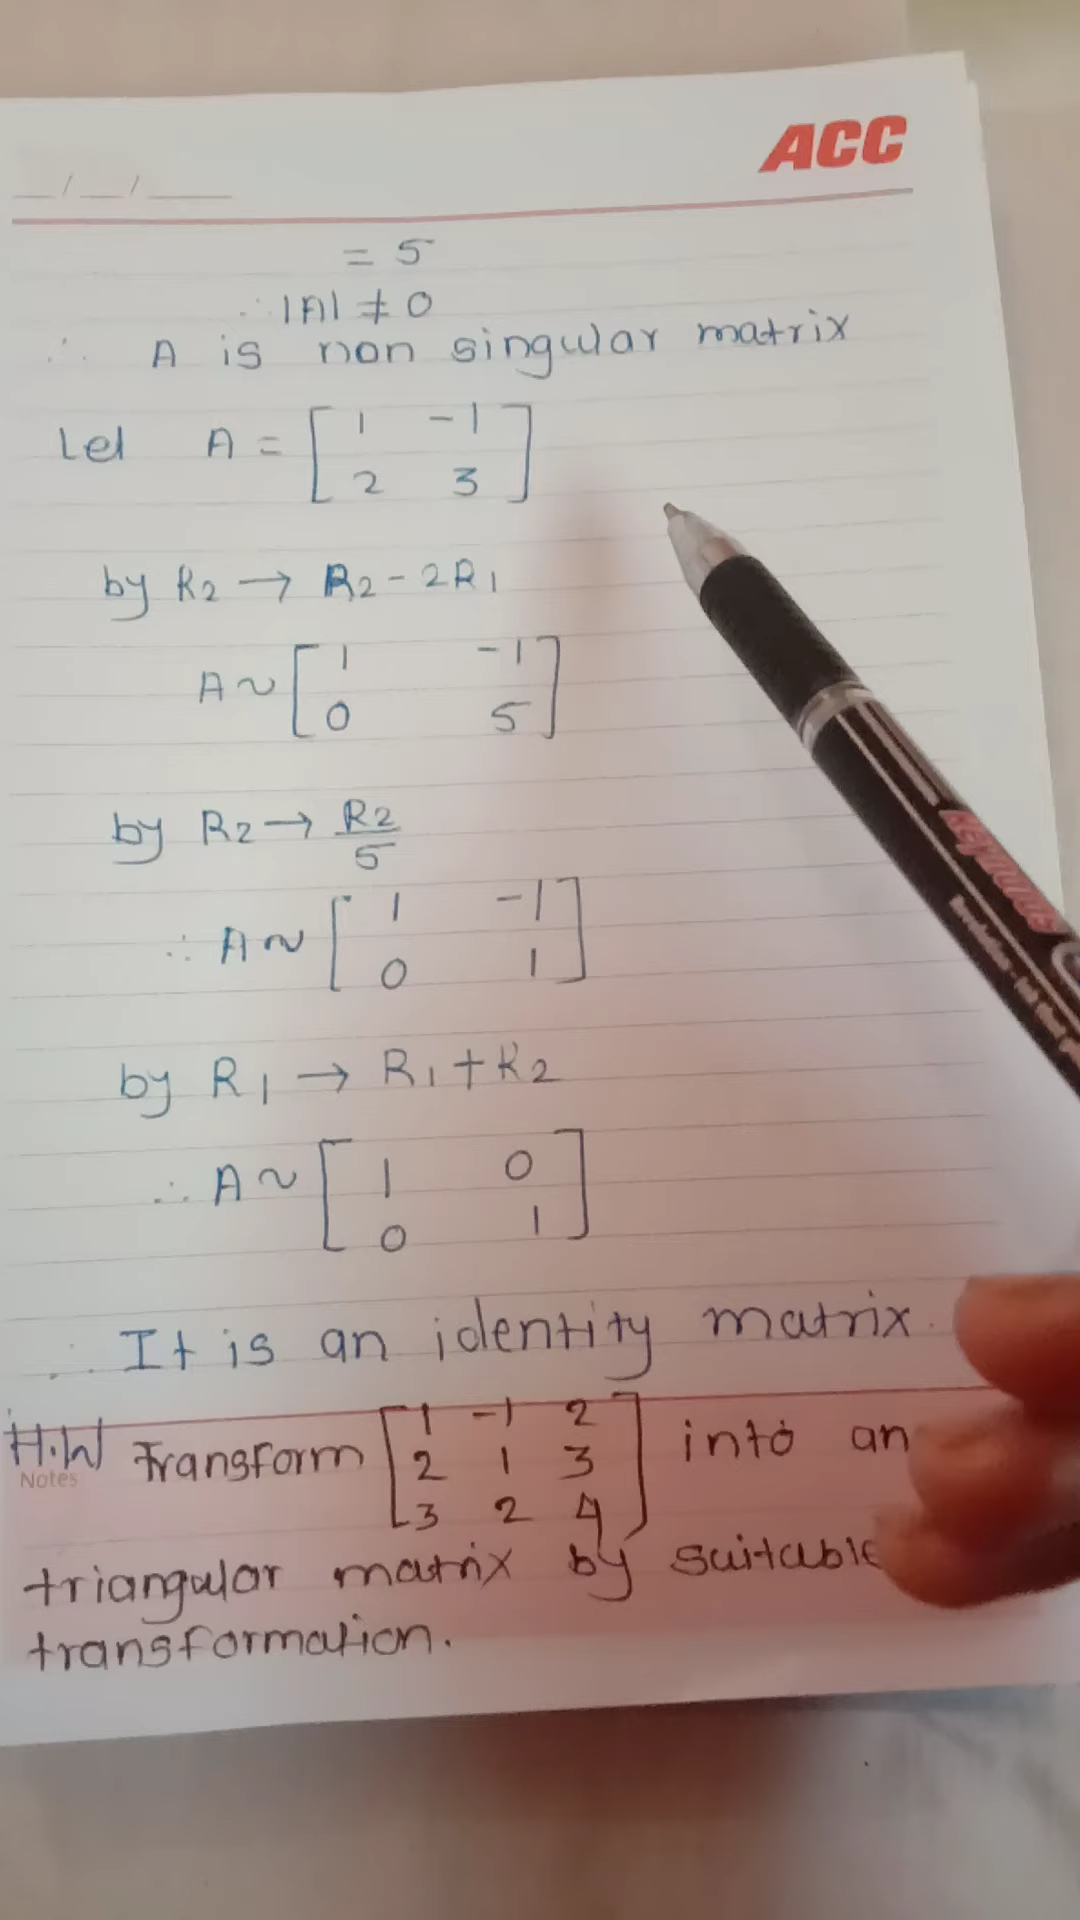 ACC
__/__/____
= 5
∴ |A| ≠ 0
∴ A is non singular matrix
Let A = [ 1 -1
2 3 ]
by R2 → R2 - 2R1
A ~ [ 1 -1
0 5 ]
by R2 → R2/5
∴ A ~ [ 1 -1
0 1 ]
by R1 → R1 + R2
∴ A ~ [ 1 0
0 1 ]
∴ It is an identity matrix.
H.W Transform [ 1 -1 2
2 1 3
3 2 4 ] into an
Notes
triangular matrix by suitable
transformation.